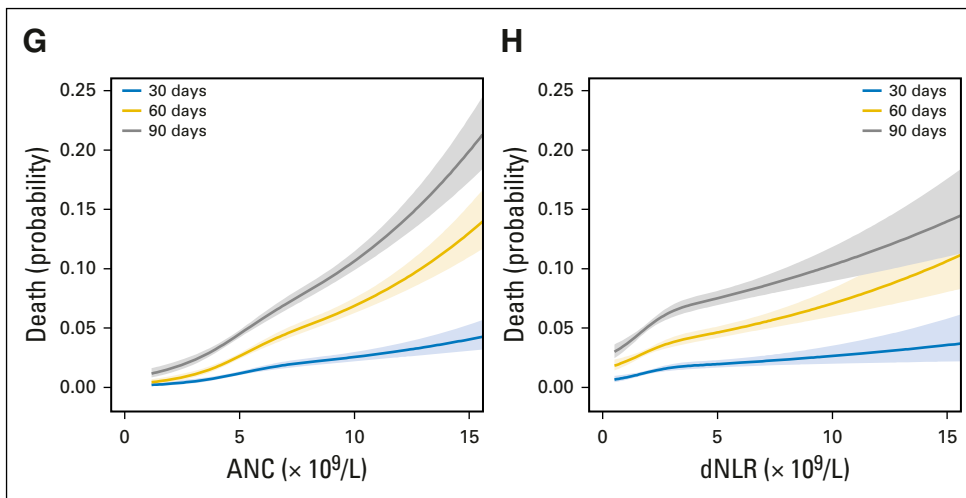 G
Death (probability)
0.25
0.20
0.15
0.10
0.05
0.00
30 days
60 days
90 days
0 5 10 15
ANC (× 10⁹/L)
H
Death (probability)
0.25
0.20
0.15
0.10
0.05
0.00
30 days
60 days
90 days
0 5 10 15
dNLR (× 10⁹/L)